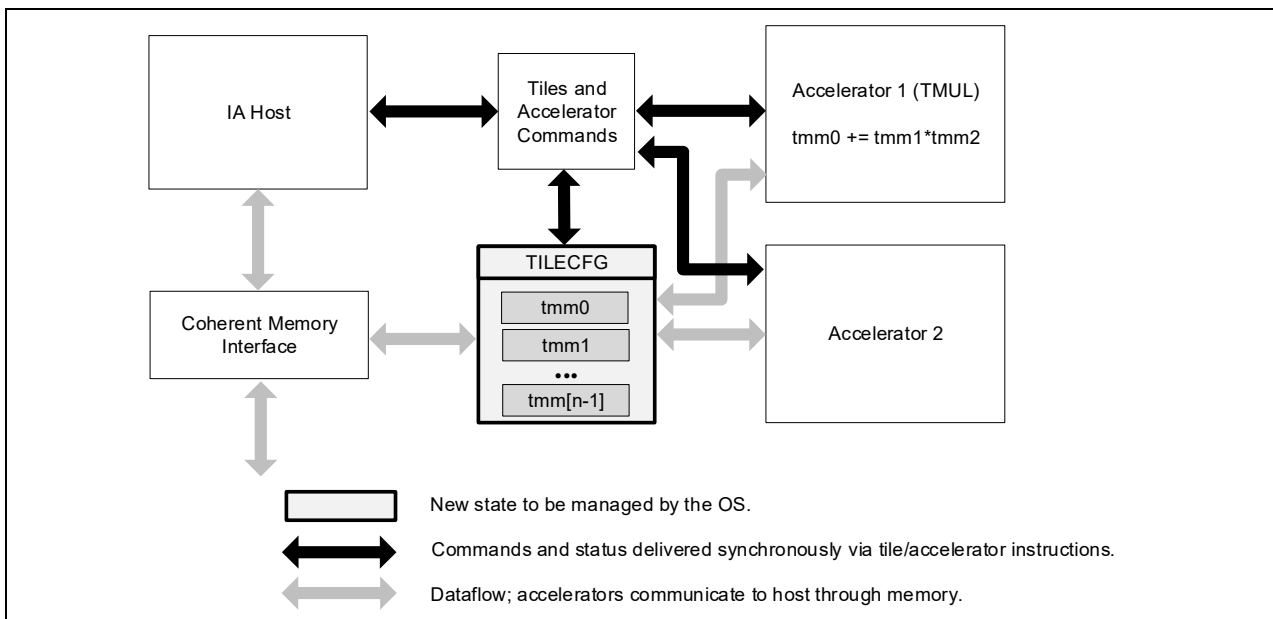 IA Host
Tiles and
Accelerator
Commands
Accelerator 1 (TMUL)
tmm0 += tmm1*tmm2
TILECFG
tmm0
tmm1
•••
tmm[n-1]
Coherent Memory
Interface
Accelerator 2
New state to be managed by the OS.
Commands and status delivered synchronously via tile/accelerator instructions.
Dataflow; accelerators communicate to host through memory.